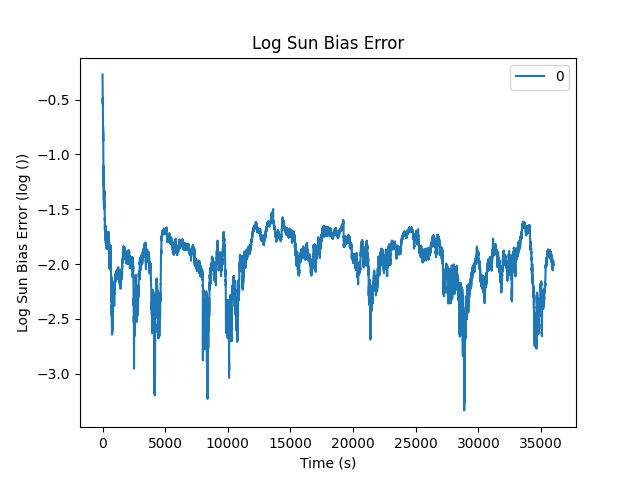 Log Sun Bias Error
0
Log Sun Bias Error (log ())
−0.5
−1.0
−1.5
−2.0
−2.5
−3.0
0 5000 10000 15000 20000 25000 30000 35000
Time (s)